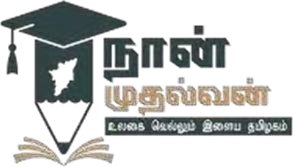 நான்
முதல்வன்
உலகை வெல்லும் இளைய தமிழகம்